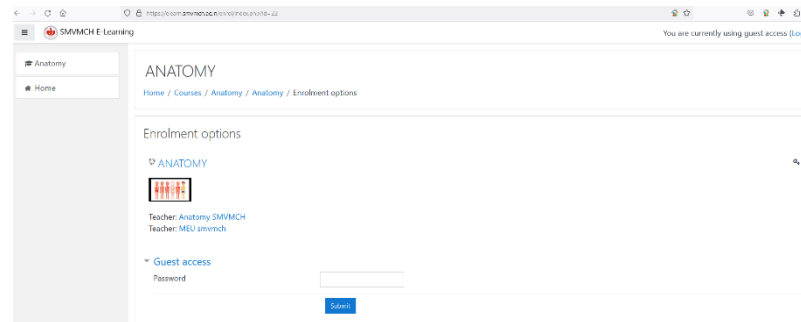 SMVMCH E-Learning
You are currently using guest access (Lo
Anatomy
Home
ANATOMY
Home / Courses / Anatomy / Anatomy / Enrolment options
Enrolment options
ANATOMY
Teacher: Anatomy SMVMCH
Teacher: MEU smvmch
Guest access
Password
Submit